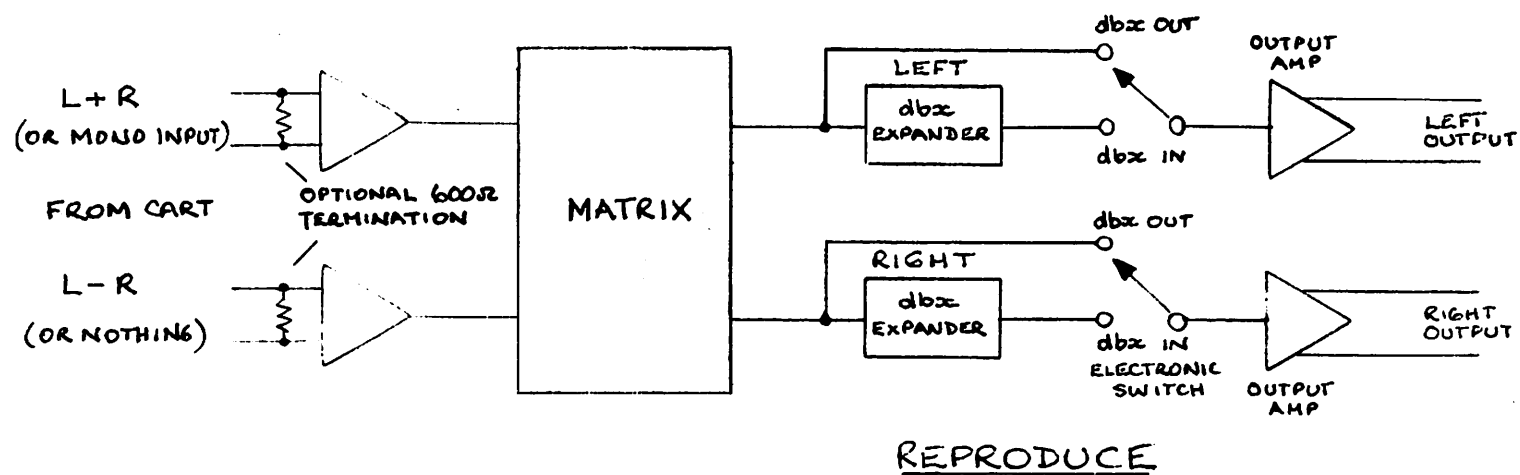 L+R
(OR MONO INPUT)
FROM CART
OPTIONAL 600Ω
TERMINATION
L-R
(OR NOTHING)
MATRIX
dbx OUT
LEFT
dbx
EXPANDER
dbx IN
OUTPUT
AMP
LEFT
OUTPUT
dbx OUT
RIGHT
dbx
EXPANDER
dbx IN
ELECTRONIC
SWITCH
OUTPUT
AMP
RIGHT
OUTPUT
REPRODUCE